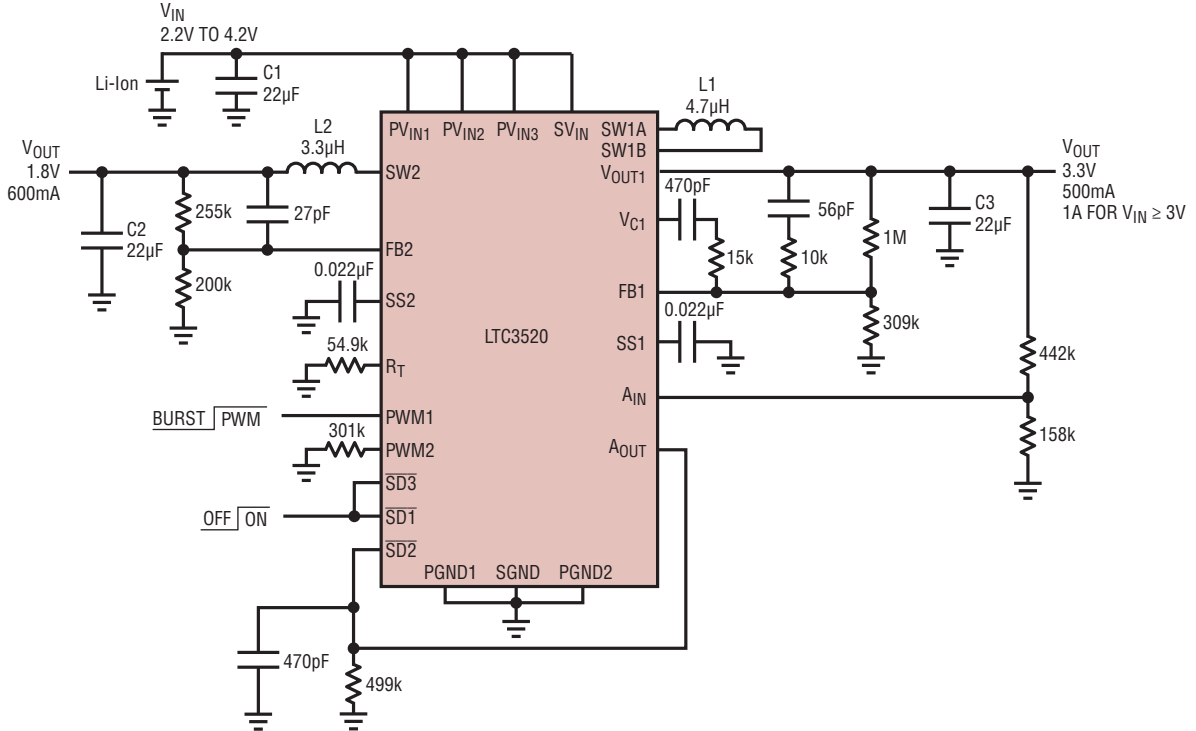 VIN
2.2V TO 4.2V
Li-Ion
C1
22µF
L1
4.7µH
L2
3.3µH
PVIN1 PVIN2 PVIN3 SVIN
SW1A
SW1B
VOUT
1.8V
600mA
SW2
VOUT1
VOUT
3.3V
500mA
1A FOR VIN ≥ 3V
470pF
255k
27pF
VC1
56pF
C3
22µF
C2
22µF
1M
FB2
15k
10k
200k
0.022µF
FB1
SS2
0.022µF
309k
LTC3520
SS1
54.9k
RT
442k
AIN
BURST PWM
PWM1
301k
PWM2
AOUT
158k
SD3
OFF ON
SD1
SD2
PGND1 SGND PGND2
470pF
499k